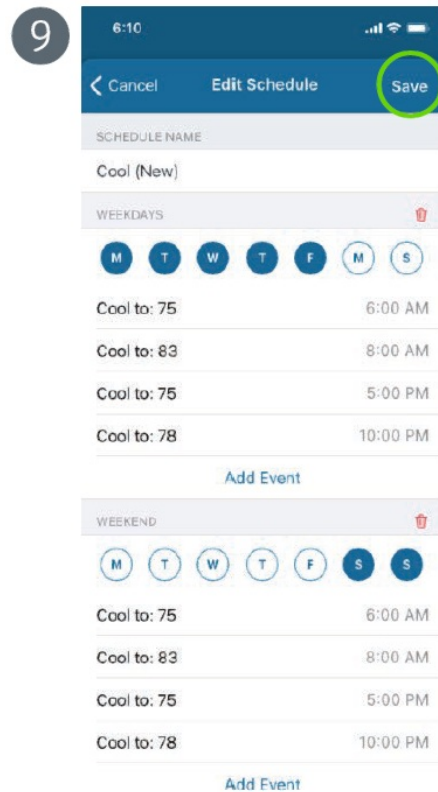 9
6:10
Cancel Edit Schedule Save
SCHEDULE NAME
Cool (New)
WEEKDAYS
M T W T F M S
Cool to: 75 6:00 AM
Cool to: 83 8:00 AM
Cool to: 75 5:00 PM
Cool to: 78 10:00 PM
Add Event
WEEKEND
M T W T F S S
Cool to: 75 6:00 AM
Cool to: 83 8:00 AM
Cool to: 75 5:00 PM
Cool to: 78 10:00 PM
Add Event